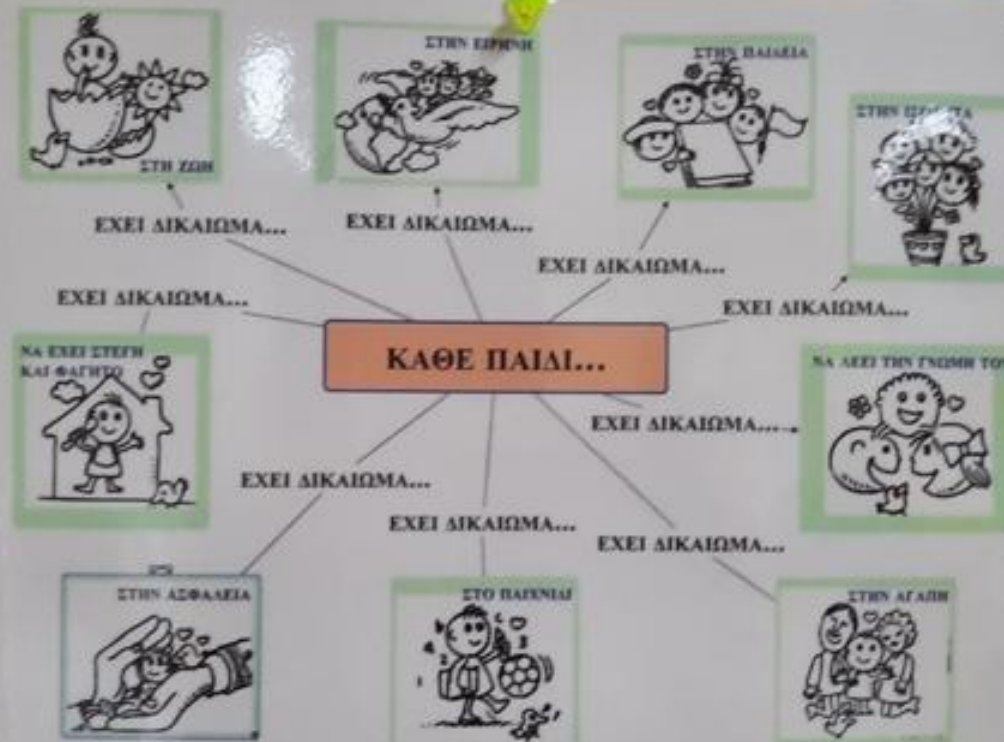 ΣΤΗΝ ΕΙΡΗΝΗ
ΣΤΗΝ ΠΑΙΔΕΙΑ
ΣΤΗΝ
ΣΤΗ ΖΩΗ
ΕΧΕΙ ΔΙΚΑΙΩΜΑ...
ΕΧΕΙ ΔΙΚΑΙΩΜΑ...
ΕΧΕΙ ΔΙΚΑΙΩΜΑ...
ΕΧΕΙ ΔΙΚΑΙΩΜΑ...
ΕΧΕΙ ΔΙΚΑΙΩΜΑ...
ΝΑ ΕΧΕΙ ΣΤΕΓΗ
ΚΑΙ ΦΑΓΗΤΟ
ΚΑΘΕ ΠΑΙΔΙ...
ΝΑ ΛΕΕΙ ΤΗΝ ΓΝΩΜΗ ΤΟΥ
ΕΧΕΙ ΔΙΚΑΙΩΜΑ...
ΕΧΕΙ ΔΙΚΑΙΩΜΑ...
ΕΧΕΙ ΔΙΚΑΙΩΜΑ...
ΕΧΕΙ ΔΙΚΑΙΩΜΑ...
ΣΤΗΝ ΑΣΦΑΛΕΙΑ
ΣΤΟ ΠΑΙΧΝΙΔΙ
ΣΤΗΝ ΑΓΑΠΗ